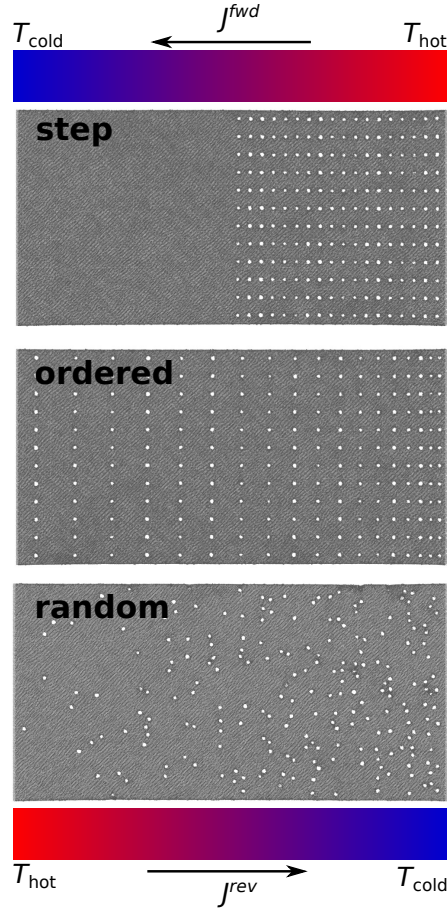 J^fwd
T_cold T_hot
step
ordered
random
T_hot T_cold
J^rev